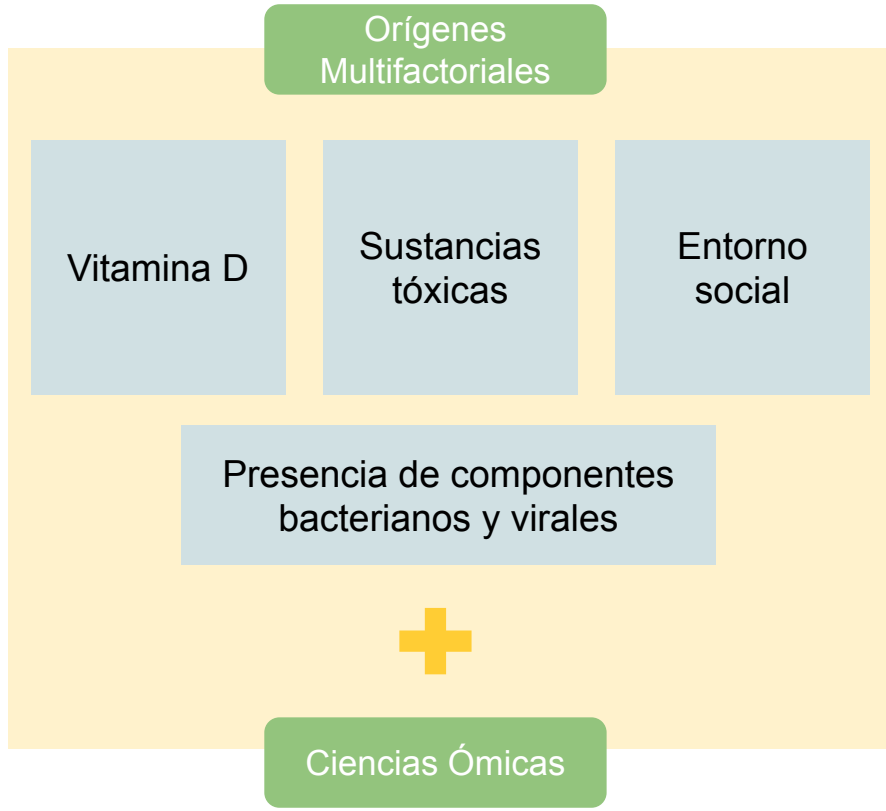 Orígenes
Multifactoriales
Vitamina D
Sustancias
tóxicas
Entorno
social
Presencia de componentes
bacterianos y virales
Ciencias Ómicas